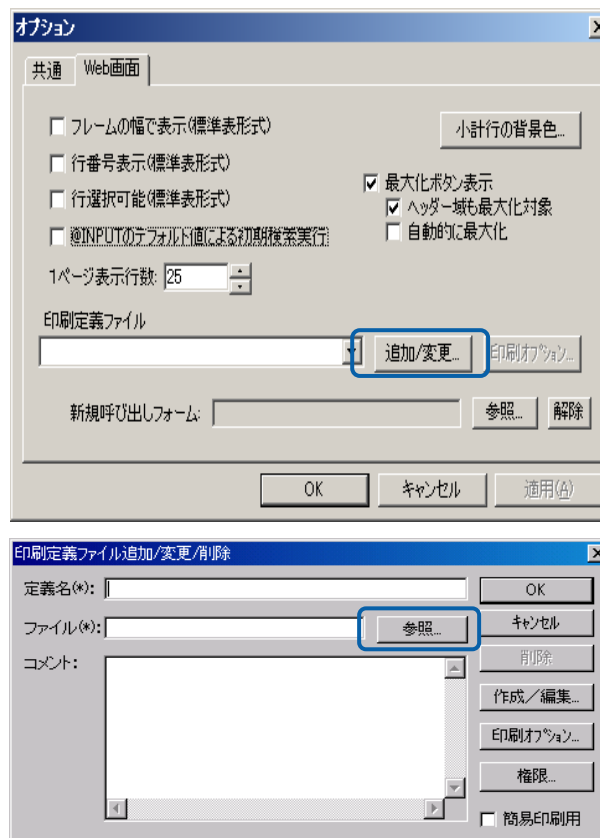 オプション
共通 Web画面
フレームの幅で表示(標準表形式)
小計行の背景色...
行番号表示(標準表形式)
最大化ボタン表示
行選択可能(標準表形式)
ヘッダー域も最大化対象
@INPUTのデフォルト値による初期検索実行
自動的に最大化
1ページ表示行数: 25
印刷定義ファイル
追加/変更... 印刷オプション...
新規呼び出しフォーム: 参照... 解除
OK キャンセル 適用(A)
印刷定義ファイル追加/変更/削除
定義名(*): OK
ファイル(*): 参照... キャンセル
コメント: 削除
作成/編集...
印刷オプション...
権限...
簡易印刷用